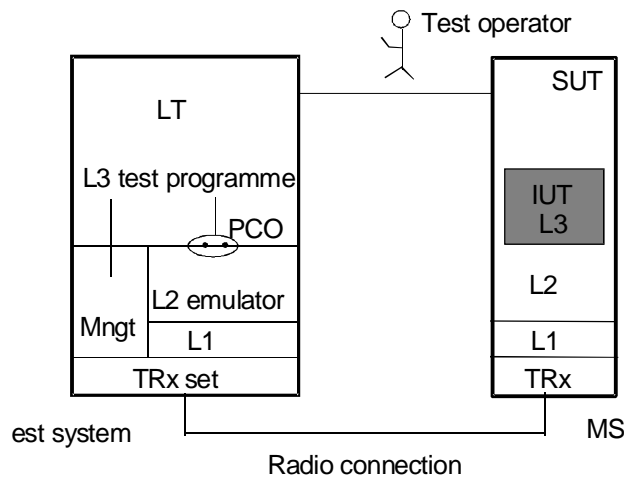 Test operator
LT
SUT
L3 test programme
IUT
L3
PCO
L2 emulator
L2
Mngt
L1
L1
TRx set
TRx
est system
MS
Radio connection